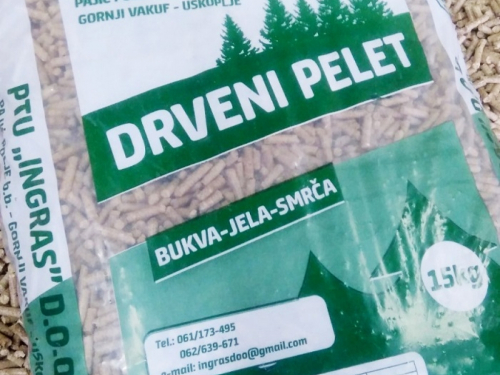 GORNJI VAKUF - USKOPLJE
DRVENI PELET
BUKVA-JELA-SMRČA
15kg
Tel.: 061/173-495
062/639-671
e-mail: ingrasdoo@gmail.com
PTU „INGRAS” D.O.O
b.b. - GORNJI